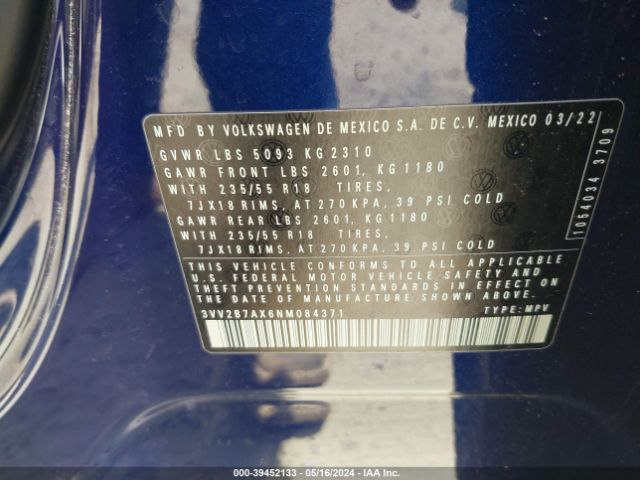 MFD BY VOLKSWAGEN DE MEXICO S.A. DE C.V. MEXICO 03/22
GVWR LBS 5093 KG 2310
GAWR FRONT LBS 2601, KG 1180
WITH 235/55 R18 TIRES.
7JX18 RIMS, AT 270 KPA, 39 PSI COLD
GAWR REAR LBS 2601, KG 1180
WITH 235/55 R18 TIRES.
7JX18 RIMS, AT 270 KPA, 39 PSI COLD
THIS VEHICLE CONFORMS TO ALL APPLICABLE
U.S. FEDERAL MOTOR VEHICLE SAFETY AND
THEFT PREVENTION STANDARDS IN EFFECT ON
THE DATE OF MANUFACTURE SHOWN ABOVE.
3VV2B7AX6NM084371 TYPE: MPV
1054034 3709
000-39452133 - 05/16/2024 - IAA Inc.